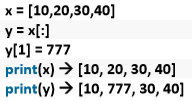 x = [10,20,30,40]
y = x[:]
y[1] = 777
print(x) → [10, 20, 30, 40]
print(y) → [10, 777, 30, 40]